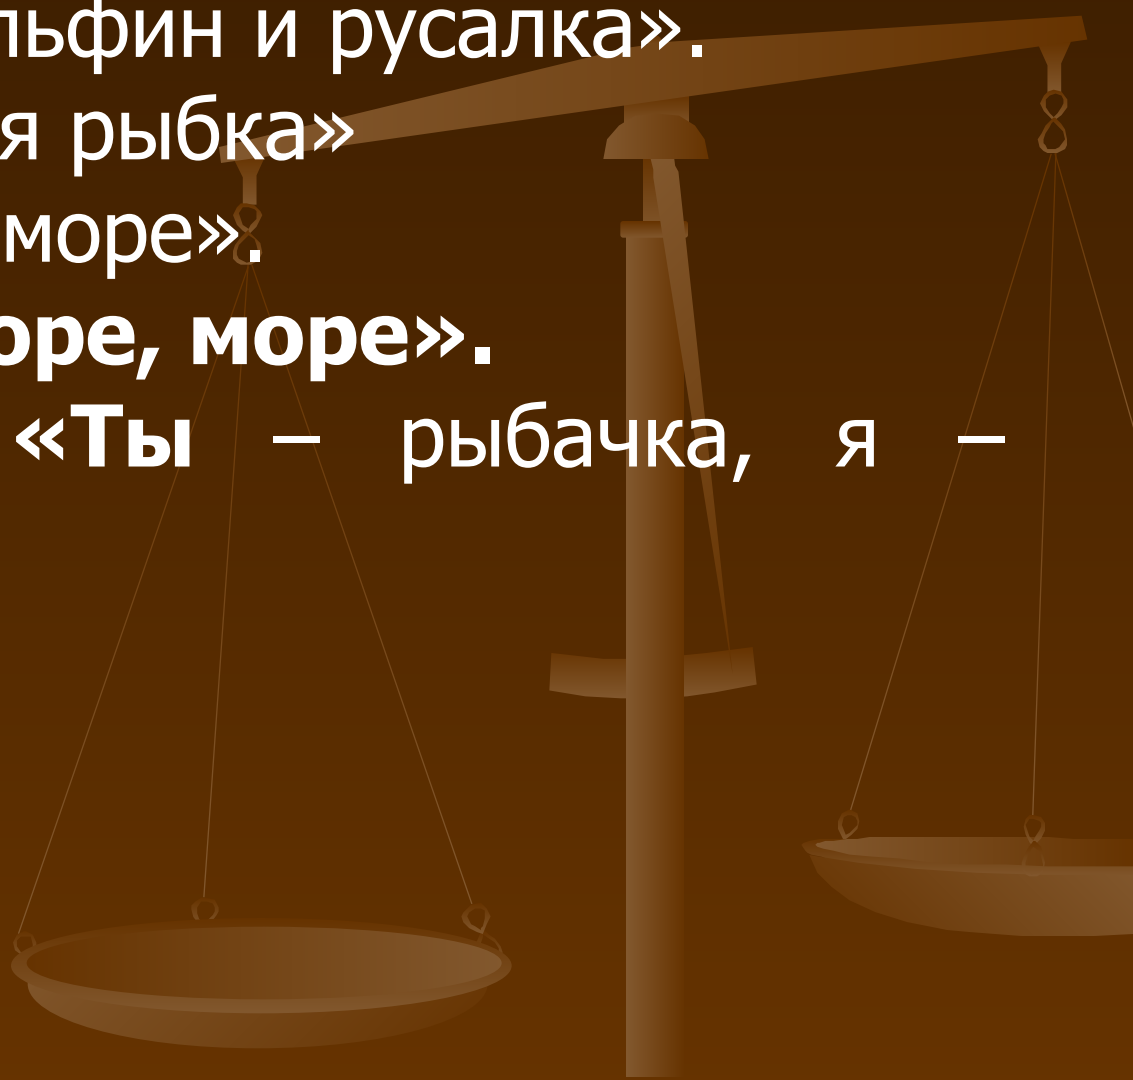 льфин и русалка».
я рыбка»
море».
оре, море».
«Ты – рыбачка, я –